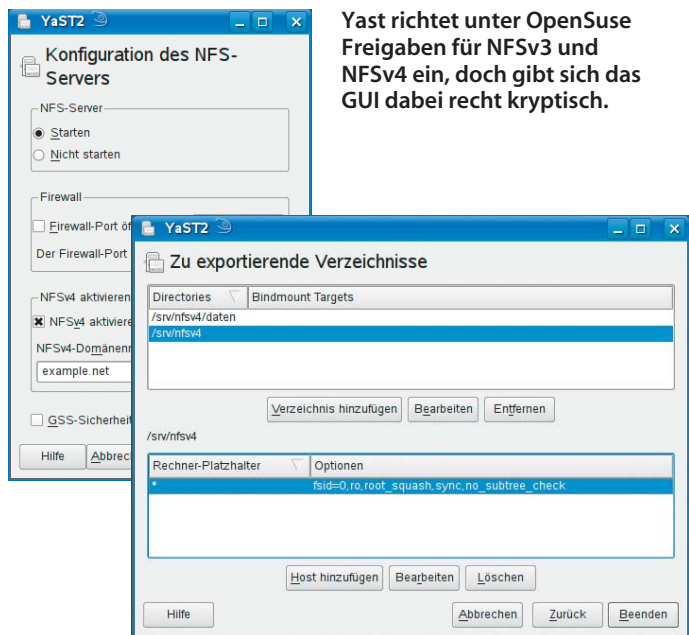 YaST2
Konfiguration des NFS-
Servers
NFS-Server
Starten
Nicht starten
Firewall
Firewall-Port öf
Der Firewall-Port
NFSv4 aktivieren
NFSv4 aktiviere
NFSv4-Domänenr
example.net
GSS-Sicherheit
Hilfe
Abbrec
Yast richtet unter OpenSuse
Freigaben für NFSv3 und
NFSv4 ein, doch gibt sich das
GUI dabei recht kryptisch.
YaST2
Zu exportierende Verzeichnisse
Directories Bindmount Targets
/srv/nfsv4/daten
/srv/nfsv4
Verzeichnis hinzufügen Bearbeiten Entfernen
/srv/nfsv4
Rechner-Platzhalter Optionen
* fsid=0,ro,root_squash,sync,no_subtree_check
Host hinzufügen Bearbeiten Löschen
Hilfe Abbrechen Zurück Beenden